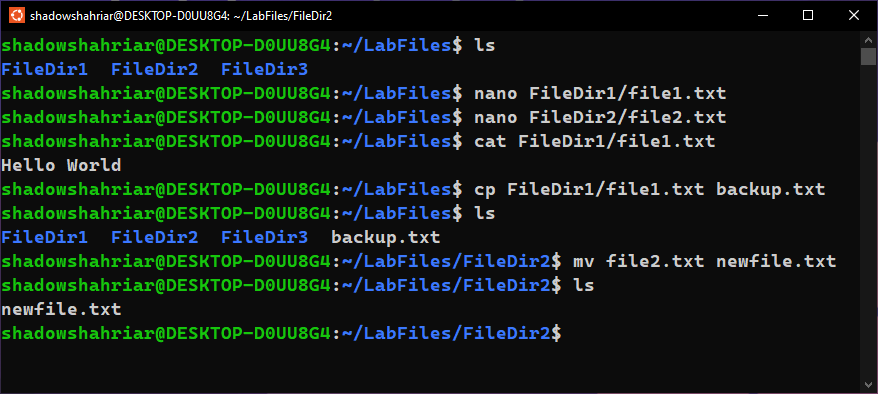 shadowshahriar@DESKTOP-D0UU8G4: ~/LabFiles/FileDir2
shadowshahriar@DESKTOP-D0UU8G4:~/LabFiles$ ls
FileDir1  FileDir2  FileDir3
shadowshahriar@DESKTOP-D0UU8G4:~/LabFiles$ nano FileDir1/file1.txt
shadowshahriar@DESKTOP-D0UU8G4:~/LabFiles$ nano FileDir2/file2.txt
shadowshahriar@DESKTOP-D0UU8G4:~/LabFiles$ cat FileDir1/file1.txt
Hello World
shadowshahriar@DESKTOP-D0UU8G4:~/LabFiles$ cp FileDir1/file1.txt backup.txt
shadowshahriar@DESKTOP-D0UU8G4:~/LabFiles$ ls
FileDir1  FileDir2  FileDir3  backup.txt
shadowshahriar@DESKTOP-D0UU8G4:~/LabFiles/FileDir2$ mv file2.txt newfile.txt
shadowshahriar@DESKTOP-D0UU8G4:~/LabFiles/FileDir2$ ls
newfile.txt
shadowshahriar@DESKTOP-D0UU8G4:~/LabFiles/FileDir2$